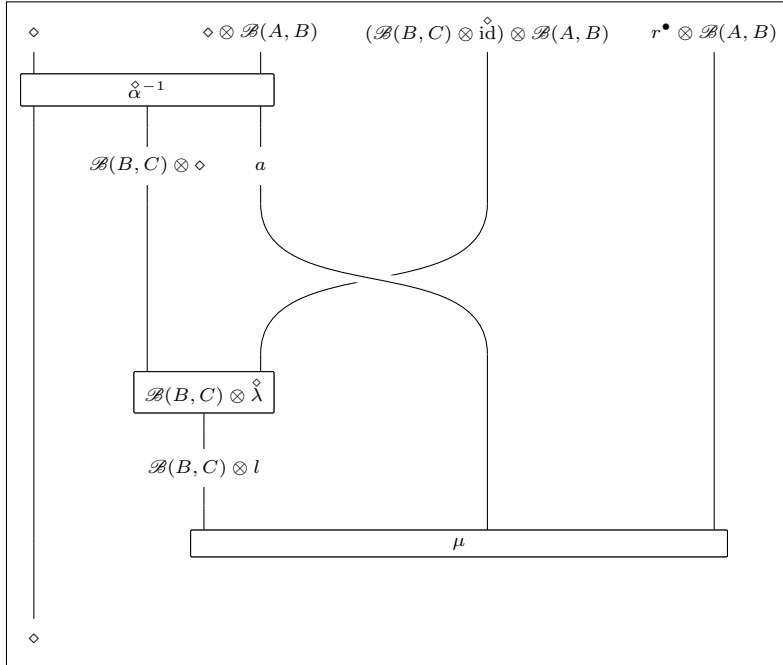 ⋄ ⋄ ⊗ ℬ(A, B) (ℬ(B, C) ⊗ id^⋄) ⊗ ℬ(A, B) r^• ⊗ ℬ(A, B)
α̊^{−1}
ℬ(B, C) ⊗ ⋄ a
ℬ(B, C) ⊗ λ^⋄
ℬ(B, C) ⊗ l
μ
⋄